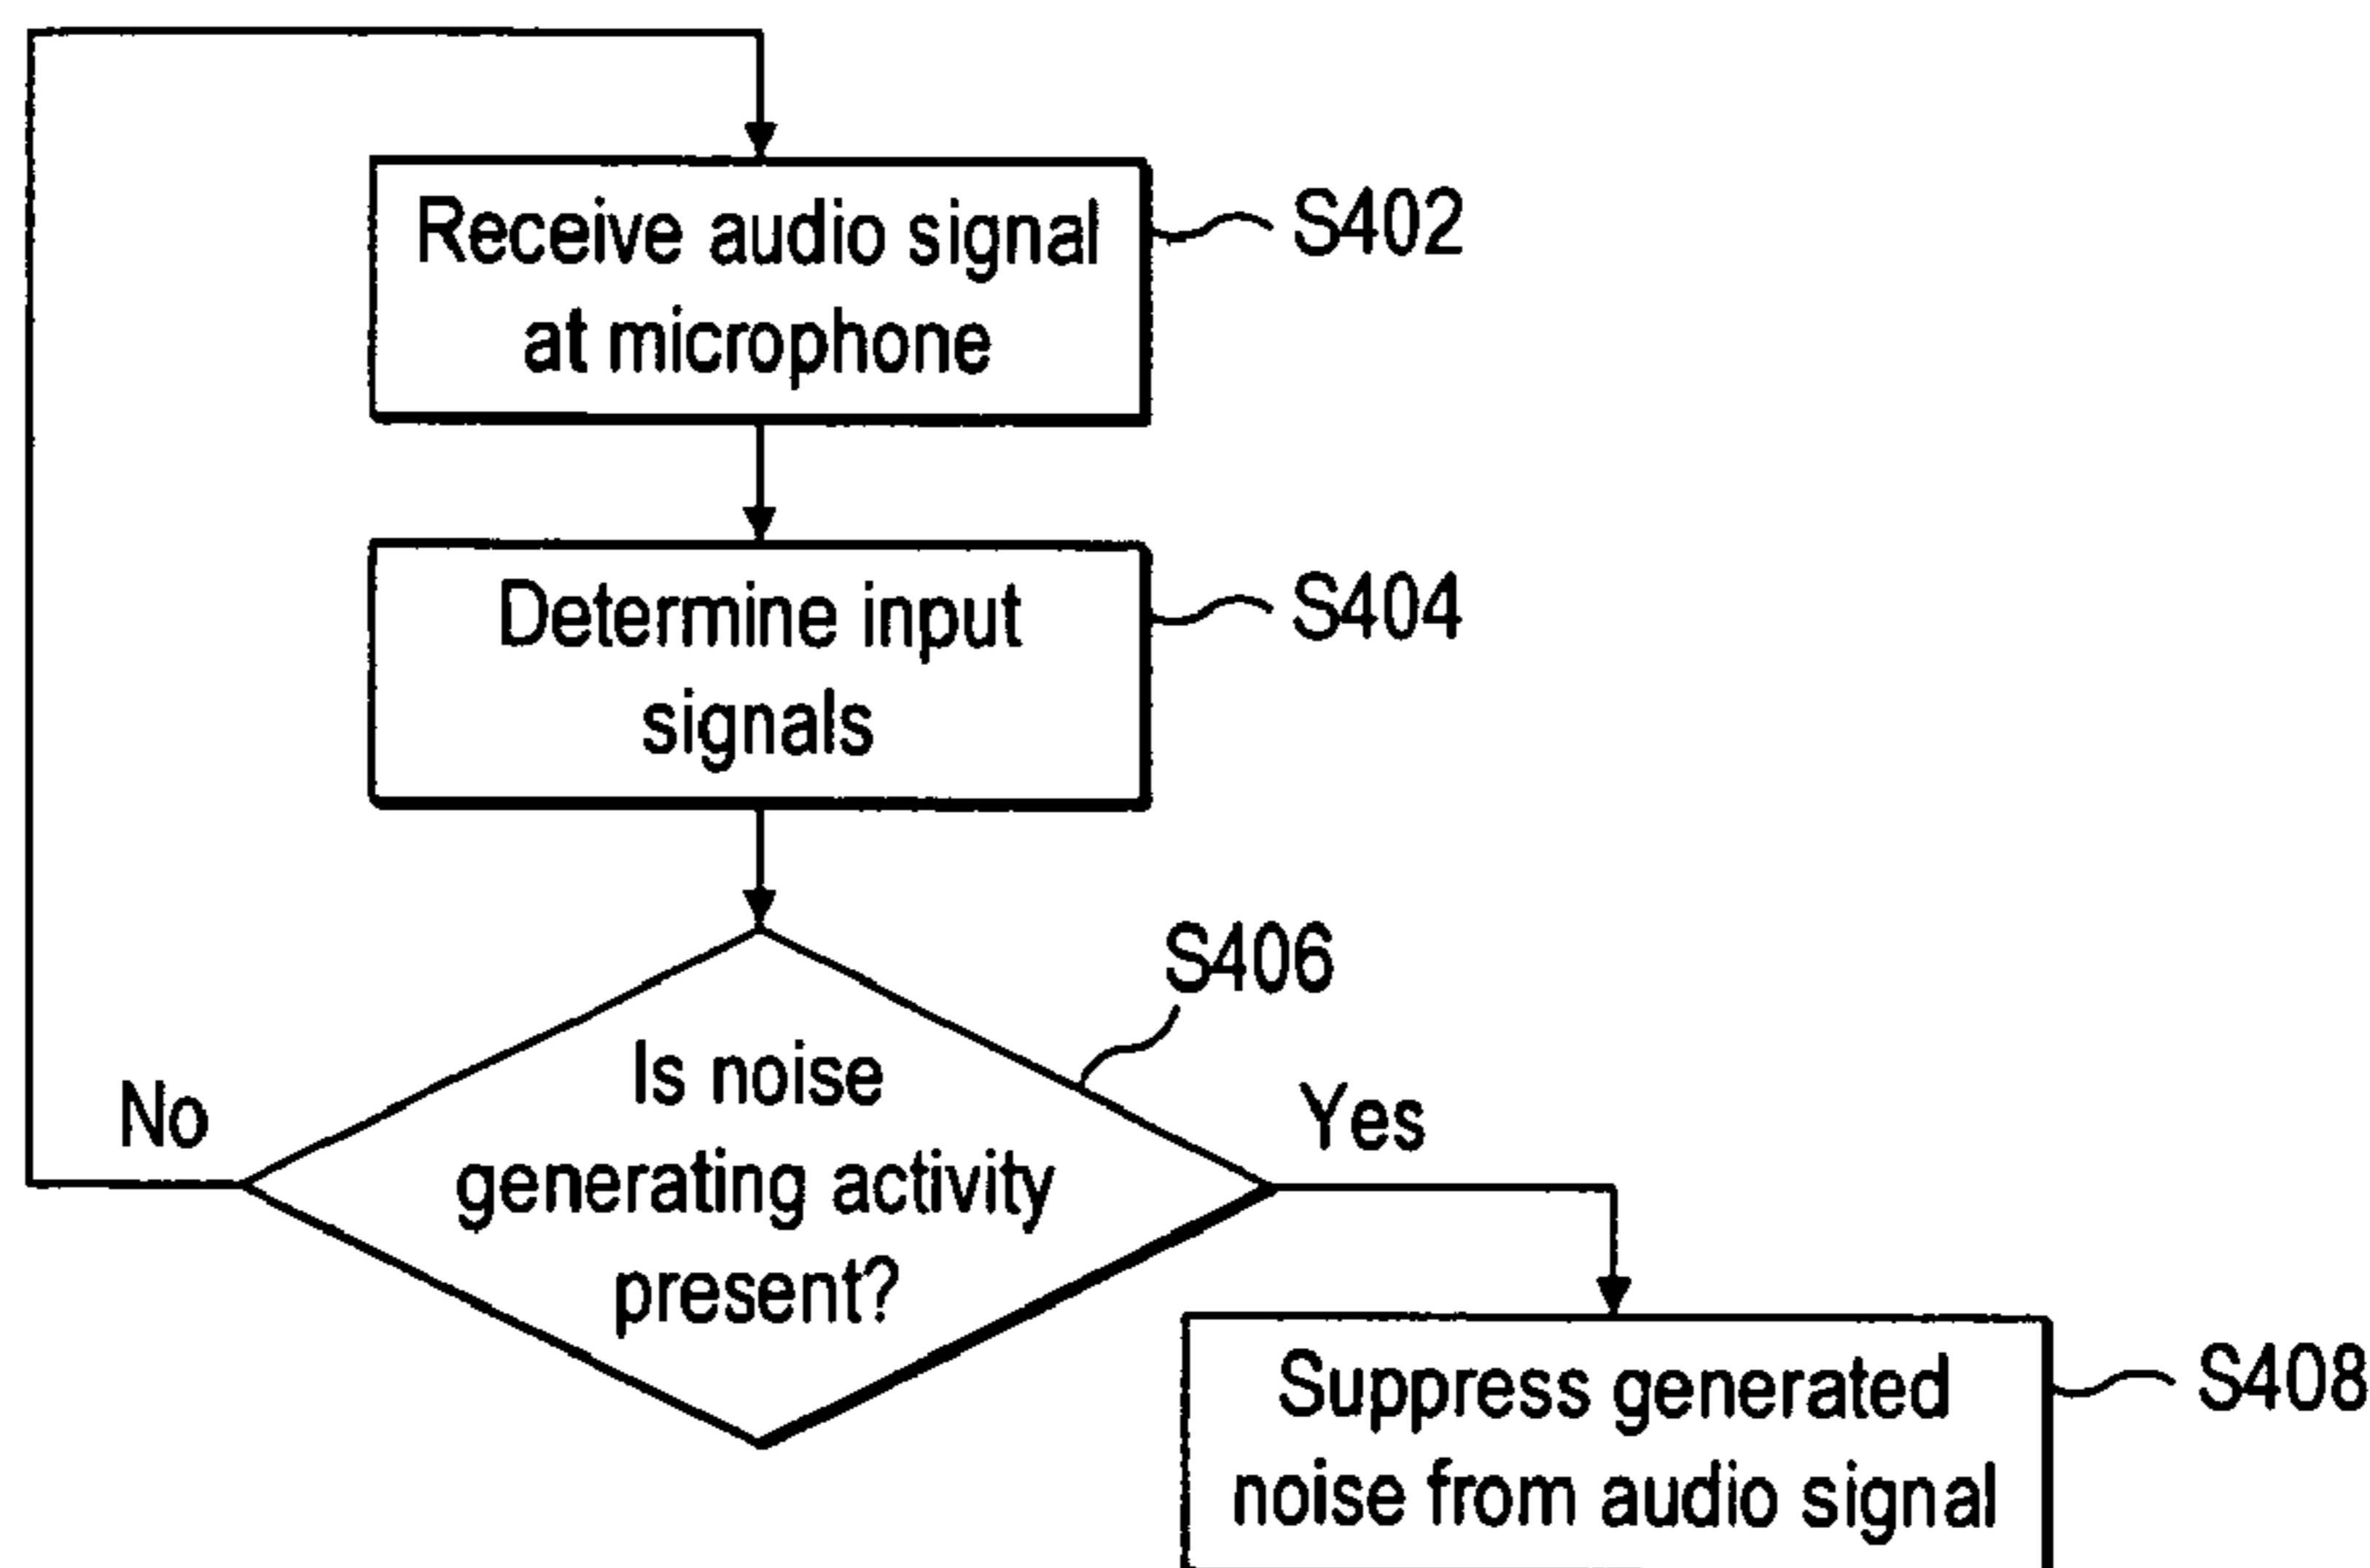 Receive audio signal
at microphone
S402
Determine input
signals
S404
S406
Is noise
generating activity
present?
No
Yes
Suppress generated
noise from audio signal
S408